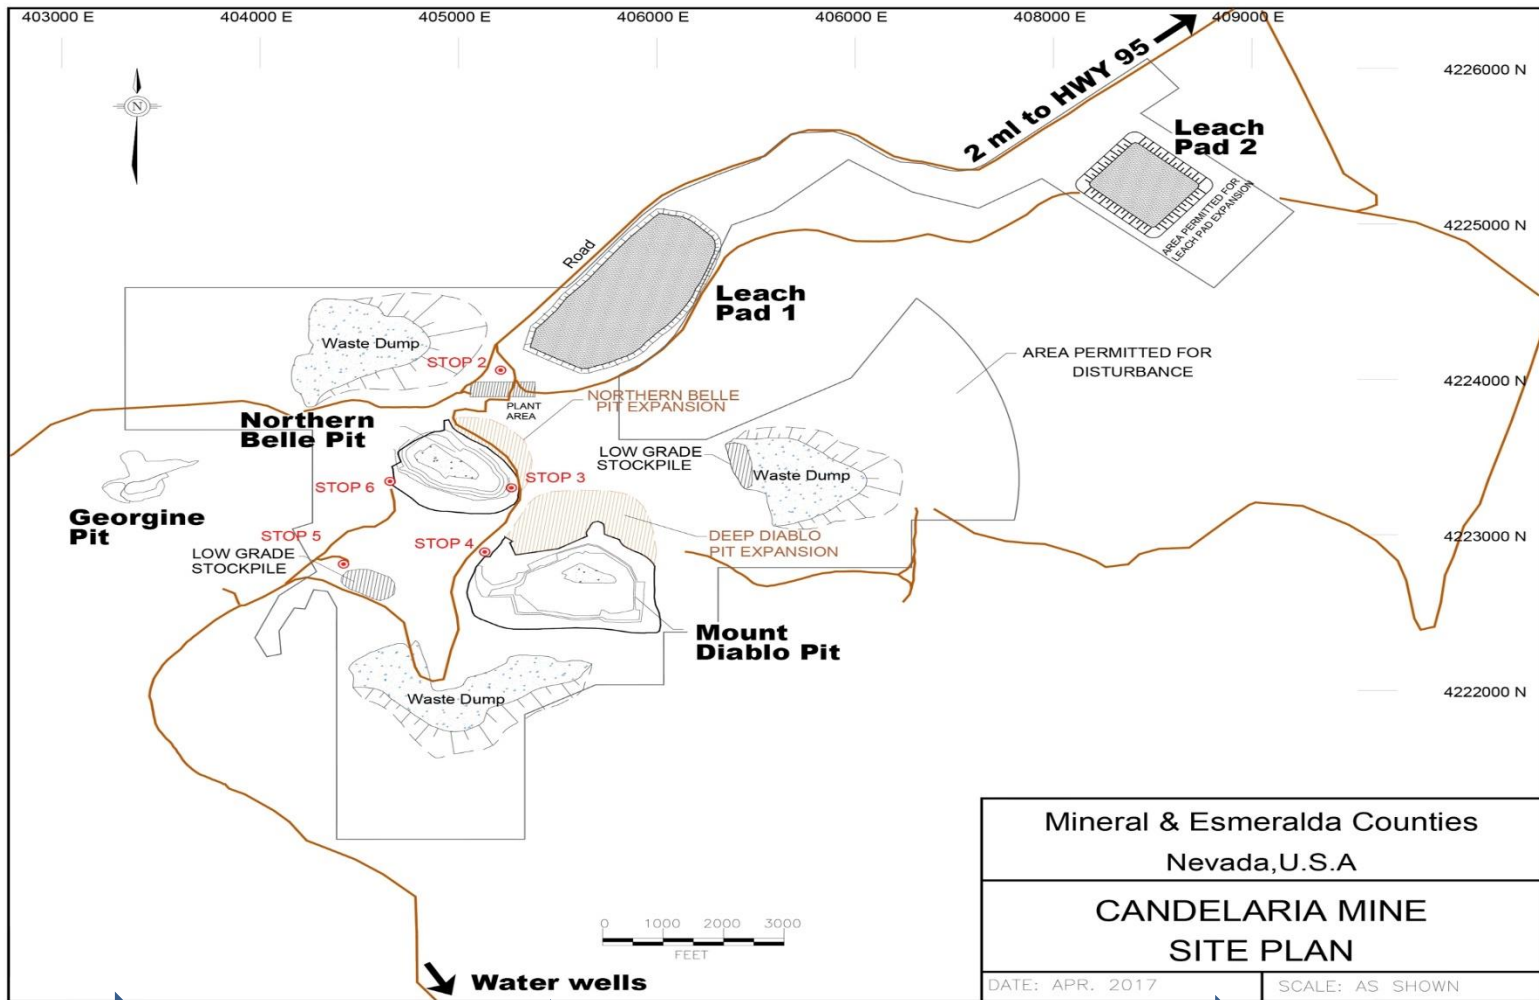 403000 E 404000 E 405000 E 406000 E 406000 E 408000 E 409000 E
4226000 N
2 ml to HWY 95
N
Leach
Pad 2
AREA PERMITTED FOR
LEACH PAD EXPANSION
4225000 N
Road
Leach
Pad 1
Waste Dump
STOP 2
AREA PERMITTED FOR
DISTURBANCE
4224000 N
PLANT
AREA
NORTHERN BELLE
PIT EXPANSION
Northern
Belle Pit
LOW GRADE
STOCKPILE
Waste Dump
STOP 6
STOP 3
Georgine
Pit
STOP 5
STOP 4
LOW GRADE
STOCKPILE
DEEP DIABLO
PIT EXPANSION
4223000 N
Mount
Diablo Pit
Waste Dump
4222000 N
Mineral & Esmeralda Counties
Nevada,U.S.A
CANDELARIA MINE
SITE PLAN
DATE: APR. 2017 SCALE: AS SHOWN
0 1000 2000 3000
FEET
Water wells